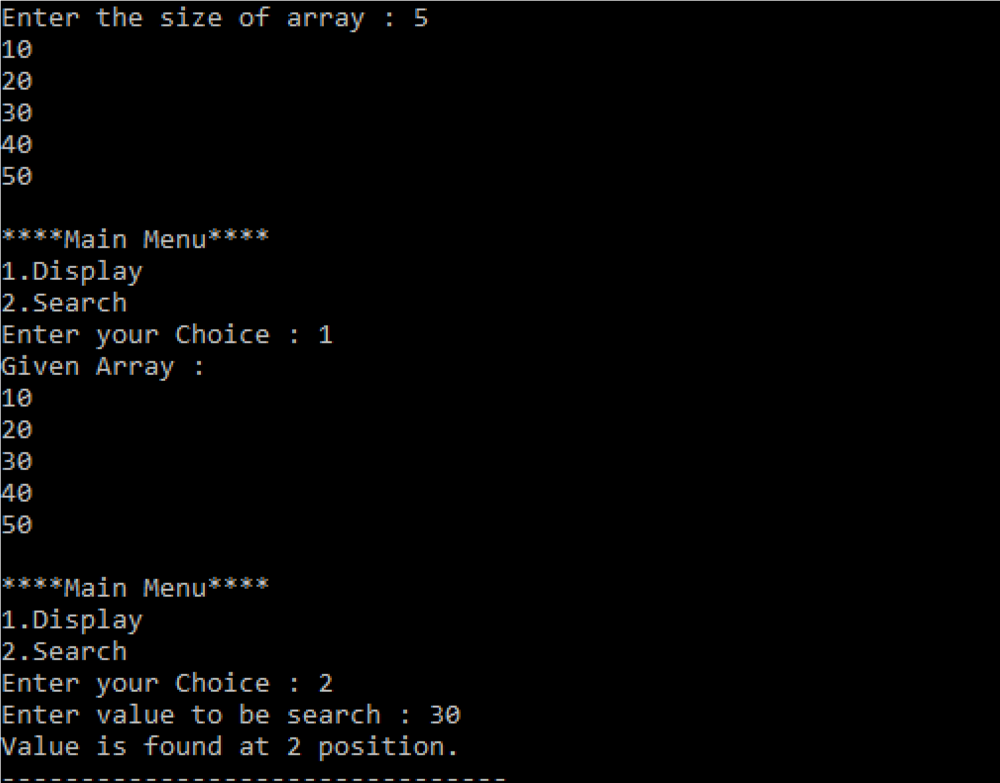 Enter the size of array : 5
10
20
30
40
50
****Main Menu****
1.Display
2.Search
Enter your Choice : 1
Given Array :
10
20
30
40
50
****Main Menu****
1.Display
2.Search
Enter your Choice : 2
Enter value to be search : 30
Value is found at 2 position.
--------------------------------